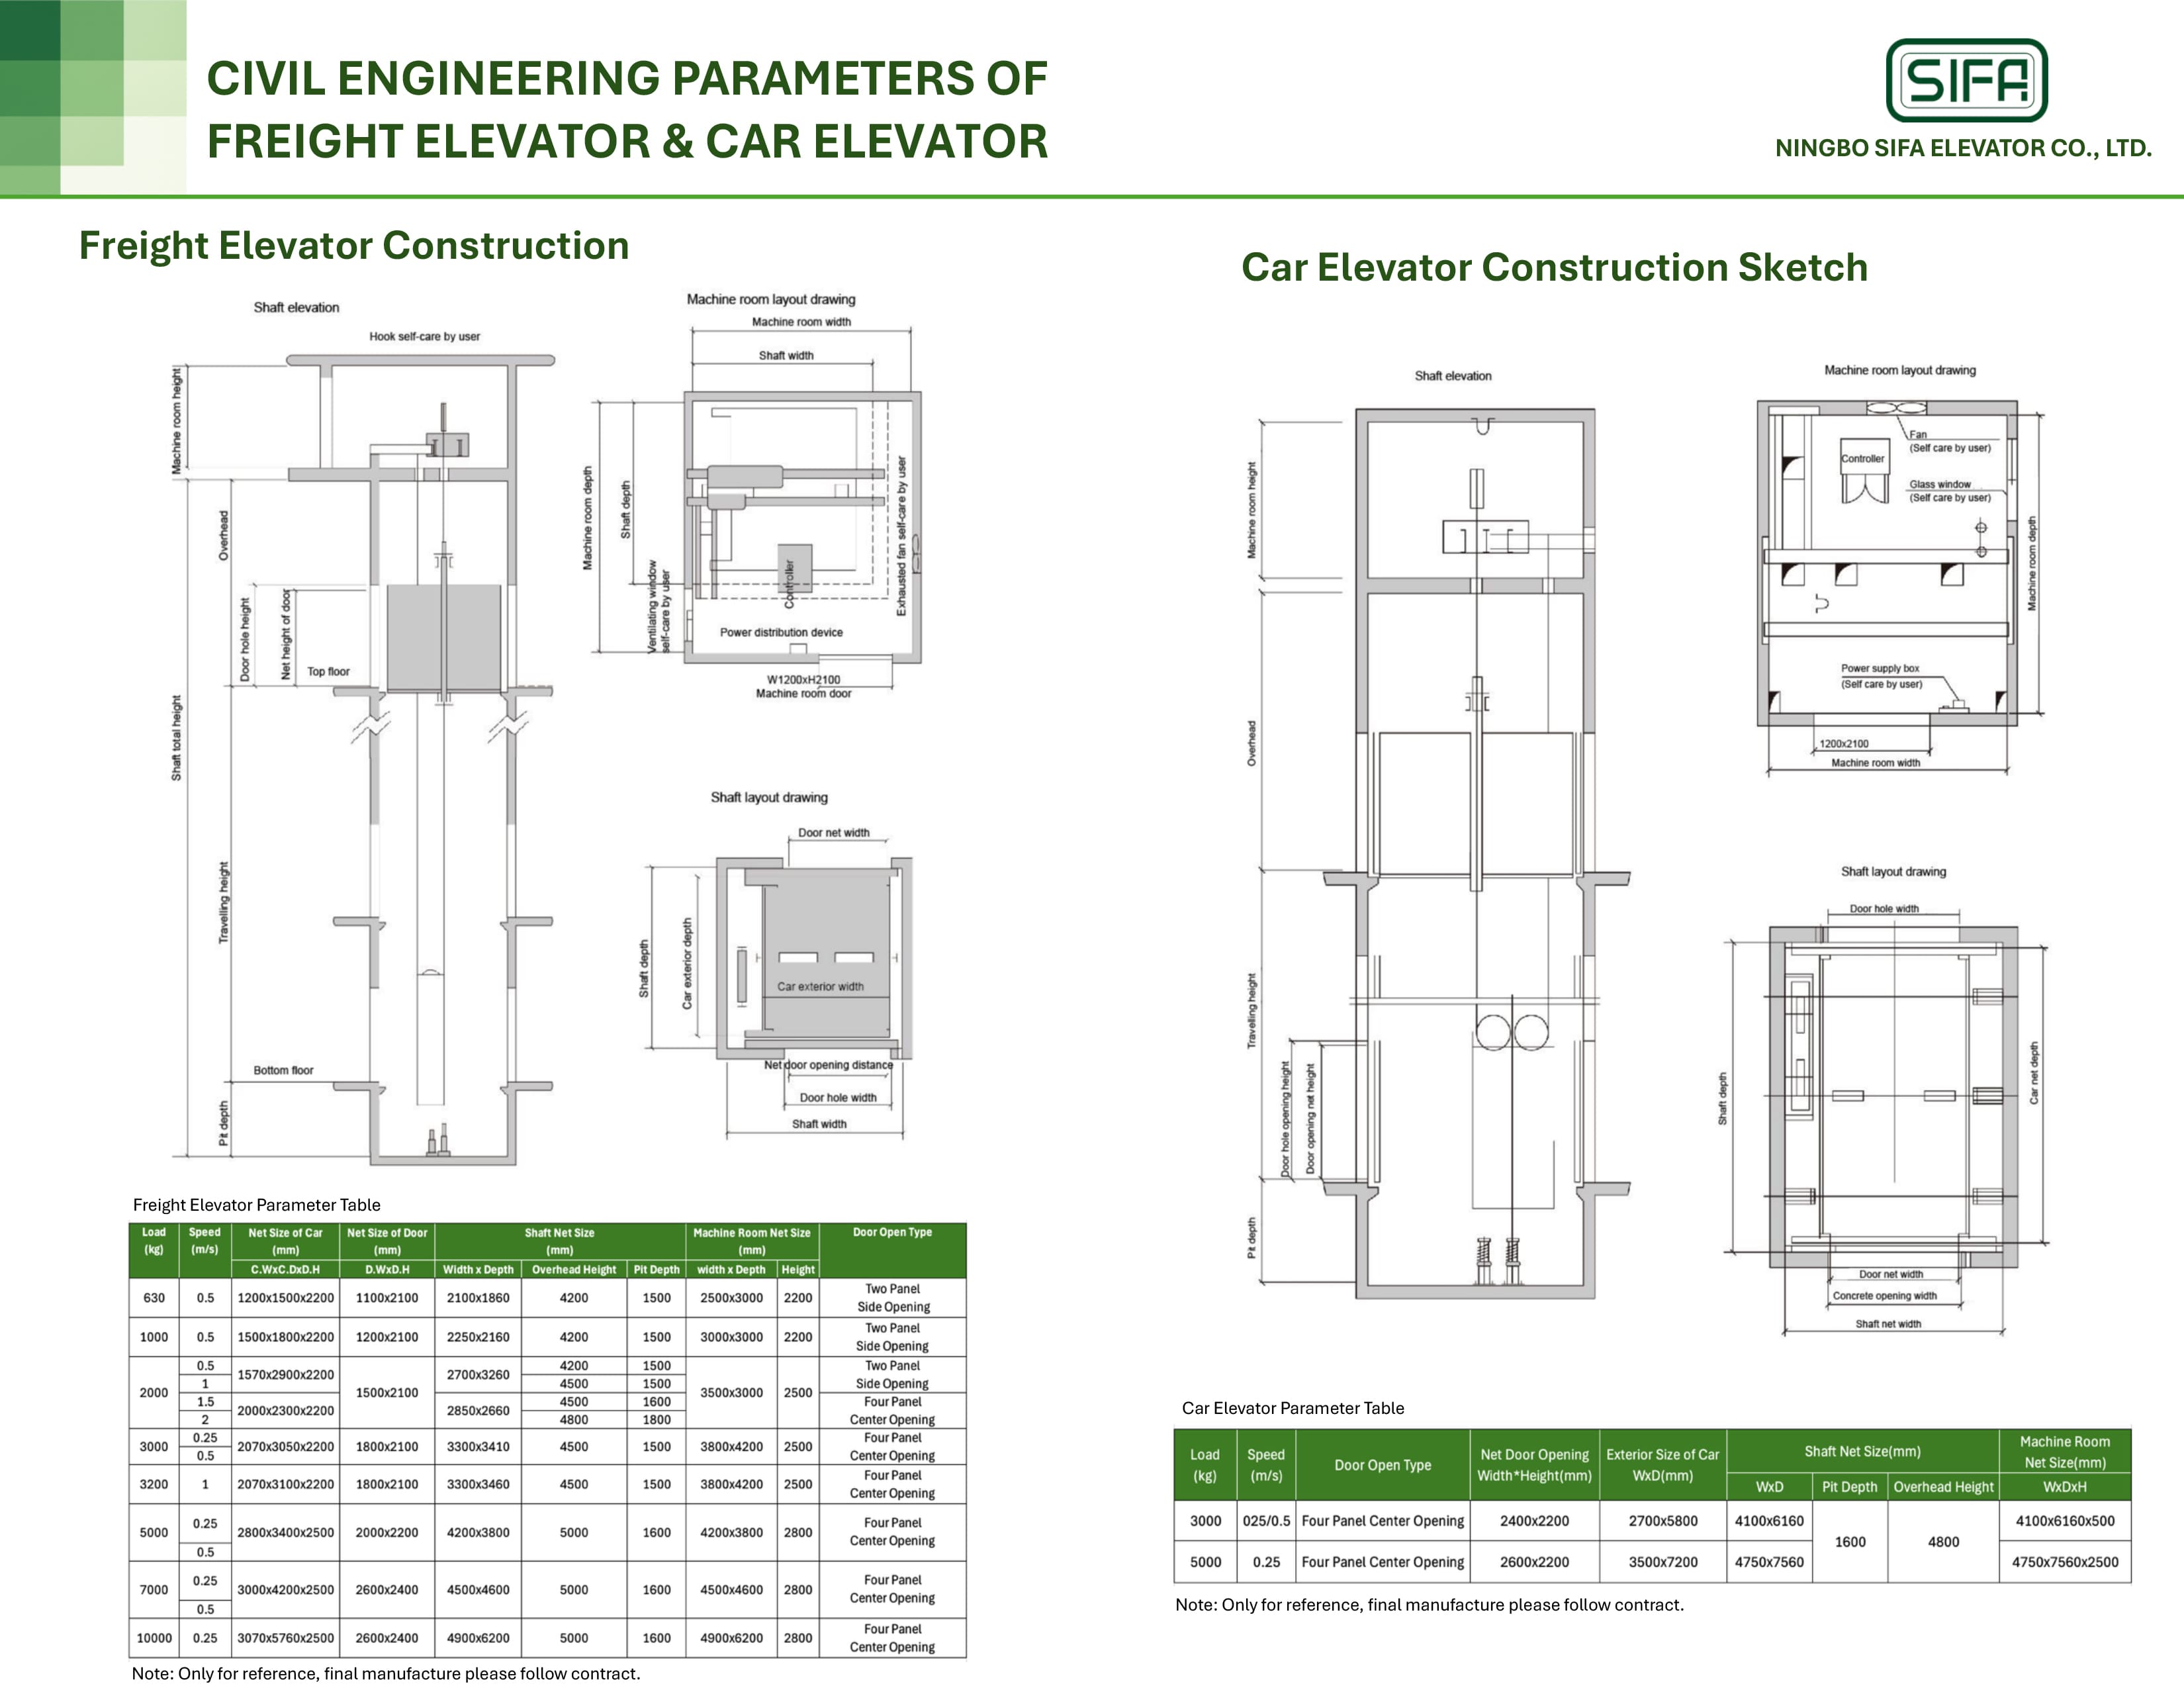 CIVIL ENGINEERING PARAMETERS OF
FREIGHT ELEVATOR & CAR ELEVATOR
SIFA
NINGBO SIFA ELEVATOR CO., LTD.
Freight Elevator Construction
Shaft elevation
Hook self-care by user
Machine room height
Overhead
Door hole height
Net height of door
Top floor
Shaft total height
Travelling height
Bottom floor
Pit depth
Machine room layout drawing
Machine room width
Shaft width
Machine room depth
Shaft depth
Ventilating window
self-care by user
Controller
Exhausted fan self-care by user
Power distribution device
W1200xH2100
Machine room door
Shaft layout drawing
Door net width
Shaft depth
Car exterior depth
Car exterior width
Net door opening distance
Door hole width
Shaft width
Freight Elevator Parameter Table
Load (kg) Speed (m/s) Net Size of Car (mm) Net Size of Door (mm) Shaft Net Size (mm) Machine Room Net Size (mm) Door Open Type
C.WxC.DxD.H D.WxD.H Width x Depth Overhead Height Pit Depth width x Depth Height
630 0.5 1200x1500x2200 1100x2100 2100x1860 4200 1500 2500x3000 2200 Two Panel Side Opening
1000 0.5 1500x1800x2200 1200x2100 2250x2160 4200 1500 3000x3000 2200 Two Panel Side Opening
2000 0.5 1570x2900x2200 1500x2100 2700x3260 4200 1500 3500x3000 2500 Two Panel Side Opening
1 4500 1500
1.5 2000x2300x2200 2850x2660 4500 1600 Four Panel Center Opening
2 4800 1800
3000 0.25 2070x3050x2200 1800x2100 3300x3410 4500 1500 3800x4200 2500 Four Panel Center Opening
0.5
3200 1 2070x3100x2200 1800x2100 3300x3460 4500 1500 3800x4200 2500 Four Panel Center Opening
5000 0.25 2800x3400x2500 2000x2200 4200x3800 5000 1600 4200x3800 2800 Four Panel Center Opening
0.5
7000 0.25 3000x4200x2500 2600x2400 4500x4600 5000 1600 4500x4600 2800 Four Panel Center Opening
0.5
10000 0.25 3070x5760x2500 2600x2400 4900x6200 5000 1600 4900x6200 2800 Four Panel Center Opening
Note: Only for reference, final manufacture please follow contract.
Car Elevator Construction Sketch
Shaft elevation
Machine room height
Overhead
Travelling height
Door hole opening height
Door opening net height
Pit depth
Machine room layout drawing
Fan
(Self care by user)
Controller
Glass window
(Self care by user)
Machine room depth
Power supply box
(Self care by user)
1200x2100
Machine room width
Shaft layout drawing
Door hole width
Shaft depth
Car net depth
Door net width
Concrete opening width
Shaft net width
Car Elevator Parameter Table
Load (kg) Speed (m/s) Door Open Type Net Door Opening Width*Height(mm) Exterior Size of Car WxD(mm) Shaft Net Size(mm) Machine Room Net Size(mm)
WxD Pit Depth Overhead Height WxDxH
3000 025/0.5 Four Panel Center Opening 2400x2200 2700x5800 4100x6160 1600 4800 4100x6160x500
5000 0.25 Four Panel Center Opening 2600x2200 3500x7200 4750x7560 4750x7560x2500
Note: Only for reference, final manufacture please follow contract.